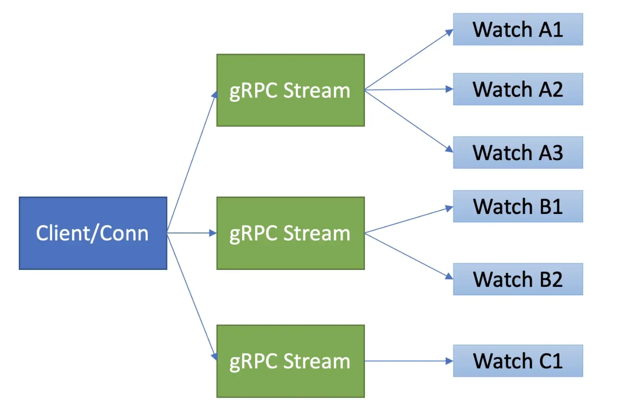 Watch A1
gRPC Stream
Watch A2
Watch A3
Client/Conn
gRPC Stream
Watch B1
Watch B2
gRPC Stream
Watch C1